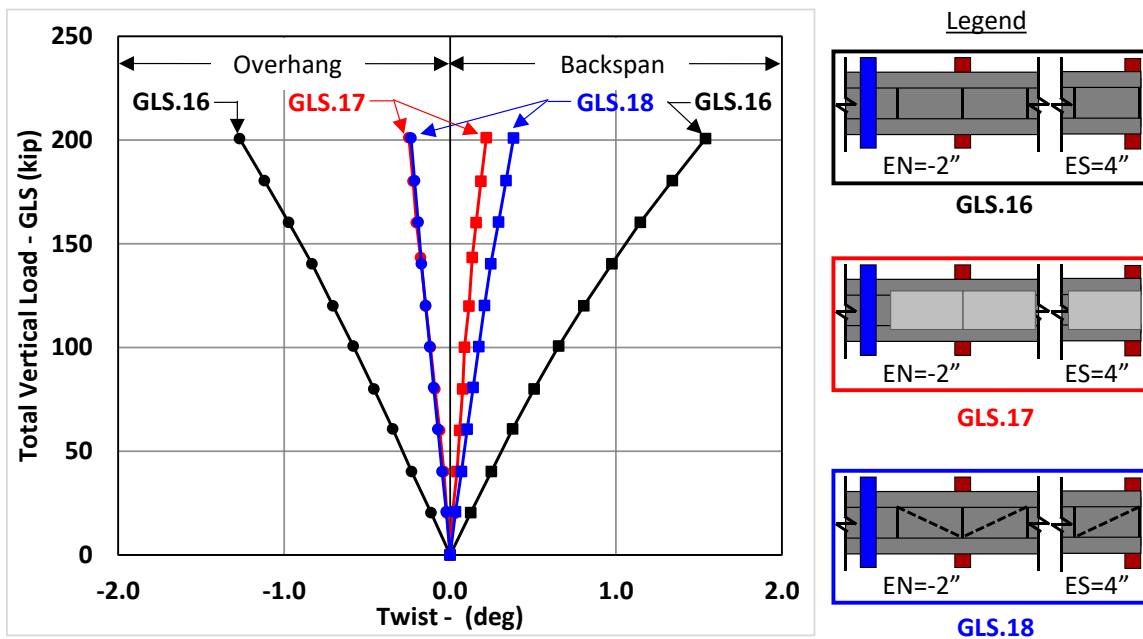 Total Vertical Load - GLS (kip)
250
200
150
100
50
0
Overhang
Backspan
GLS.16
GLS.17
GLS.18
GLS.16
-2.0
-1.0
0.0
1.0
2.0
Twist - (deg)
Legend
EN=-2” ES=4”
GLS.16
EN=-2” ES=4”
GLS.17
EN=-2” ES=4”
GLS.18